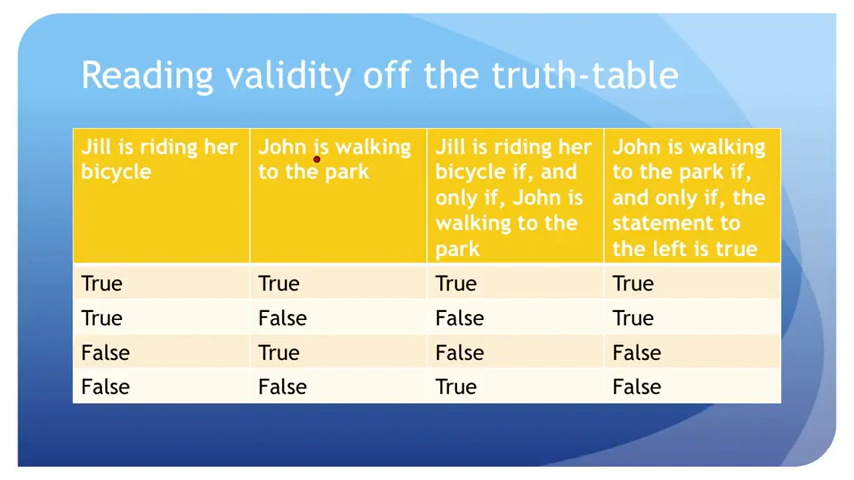 Reading validity off the truth-table
Jill is riding her
bicycle
John is walking
to the park
Jill is riding her
bicycle if, and
only if, John is
walking to the
park
John is walking
to the park if,
and only if, the
statement to
the left is true
True True True True
True False False True
False True False False
False False True False